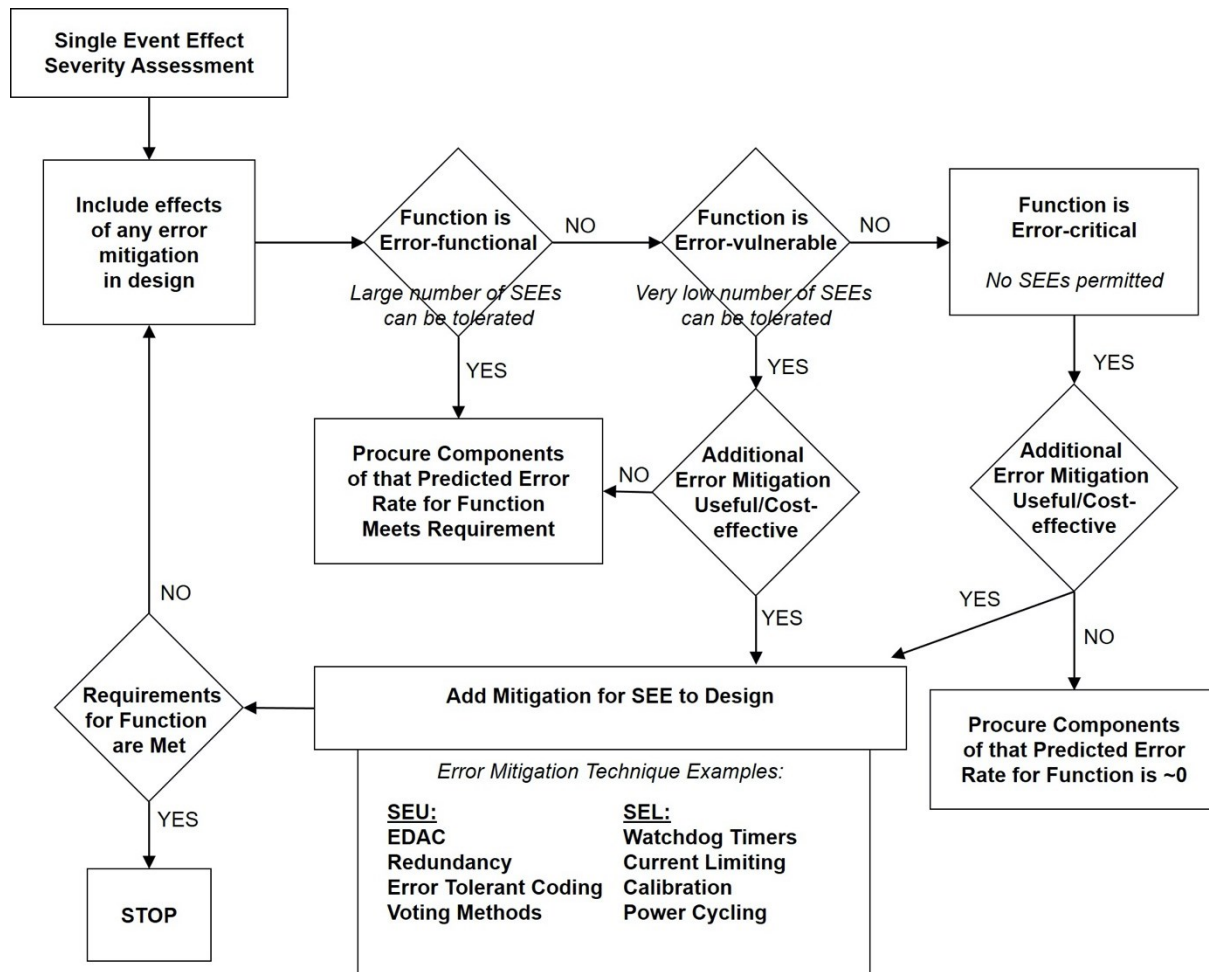 Single Event Effect
Severity Assessment
Include effects
of any error
mitigation
in design
Function is
Error-functional
Large number of SEEs
can be tolerated
NO
YES
Function is
Error-vulnerable
Very low number of SEEs
can be tolerated
NO
YES
Function is
Error-critical
No SEEs permitted
YES
Procure Components
of that Predicted Error
Rate for Function
Meets Requirement
NO
Additional
Error Mitigation
Useful/Cost-
effective
YES
Additional
Error Mitigation
Useful/Cost-
effective
YES
NO
NO
Requirements
for Function
are Met
YES
STOP
Add Mitigation for SEE to Design
Error Mitigation Technique Examples:
SEU:
EDAC
Redundancy
Error Tolerant Coding
Voting Methods
SEL:
Watchdog Timers
Current Limiting
Calibration
Power Cycling
Procure Components
of that Predicted Error
Rate for Function is ~0